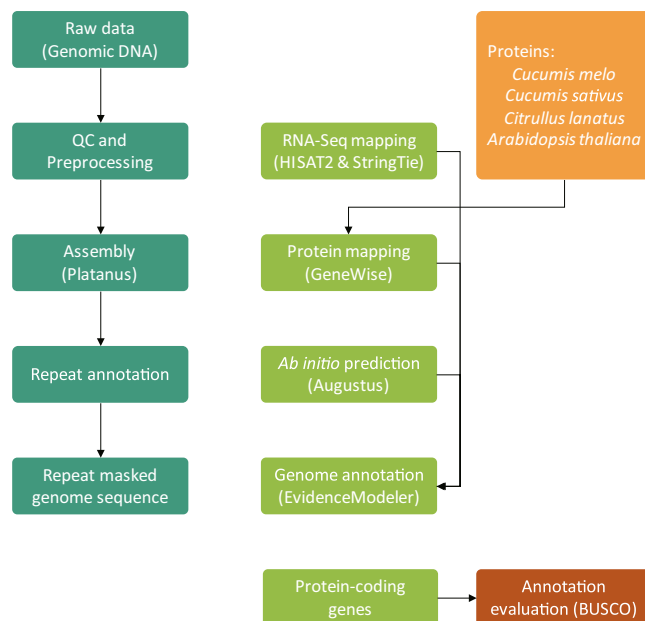 Raw data
(Genomic DNA)
QC and
Preprocessing
Assembly
(Platanus)
Repeat annotation
Repeat masked
genome sequence
RNA-Seq mapping
(HISAT2 & StringTie)
Protein mapping
(GeneWise)
Ab initio prediction
(Augustus)
Genome annotation
(EvidenceModeler)
Protein-coding
genes
Proteins:
Cucumis melo
Cucumis sativus
Citrullus lanatus
Arabidopsis thaliana
Annotation
evaluation (BUSCO)